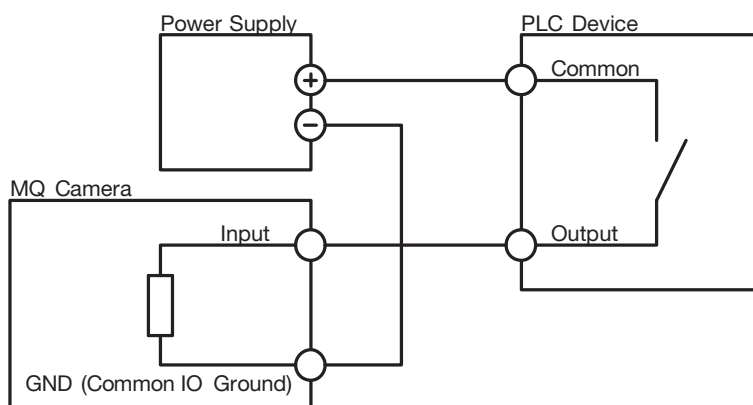 Power Supply
PLC Device
+
Common
−
MQ Camera
Input
Output
GND (Common IO Ground)